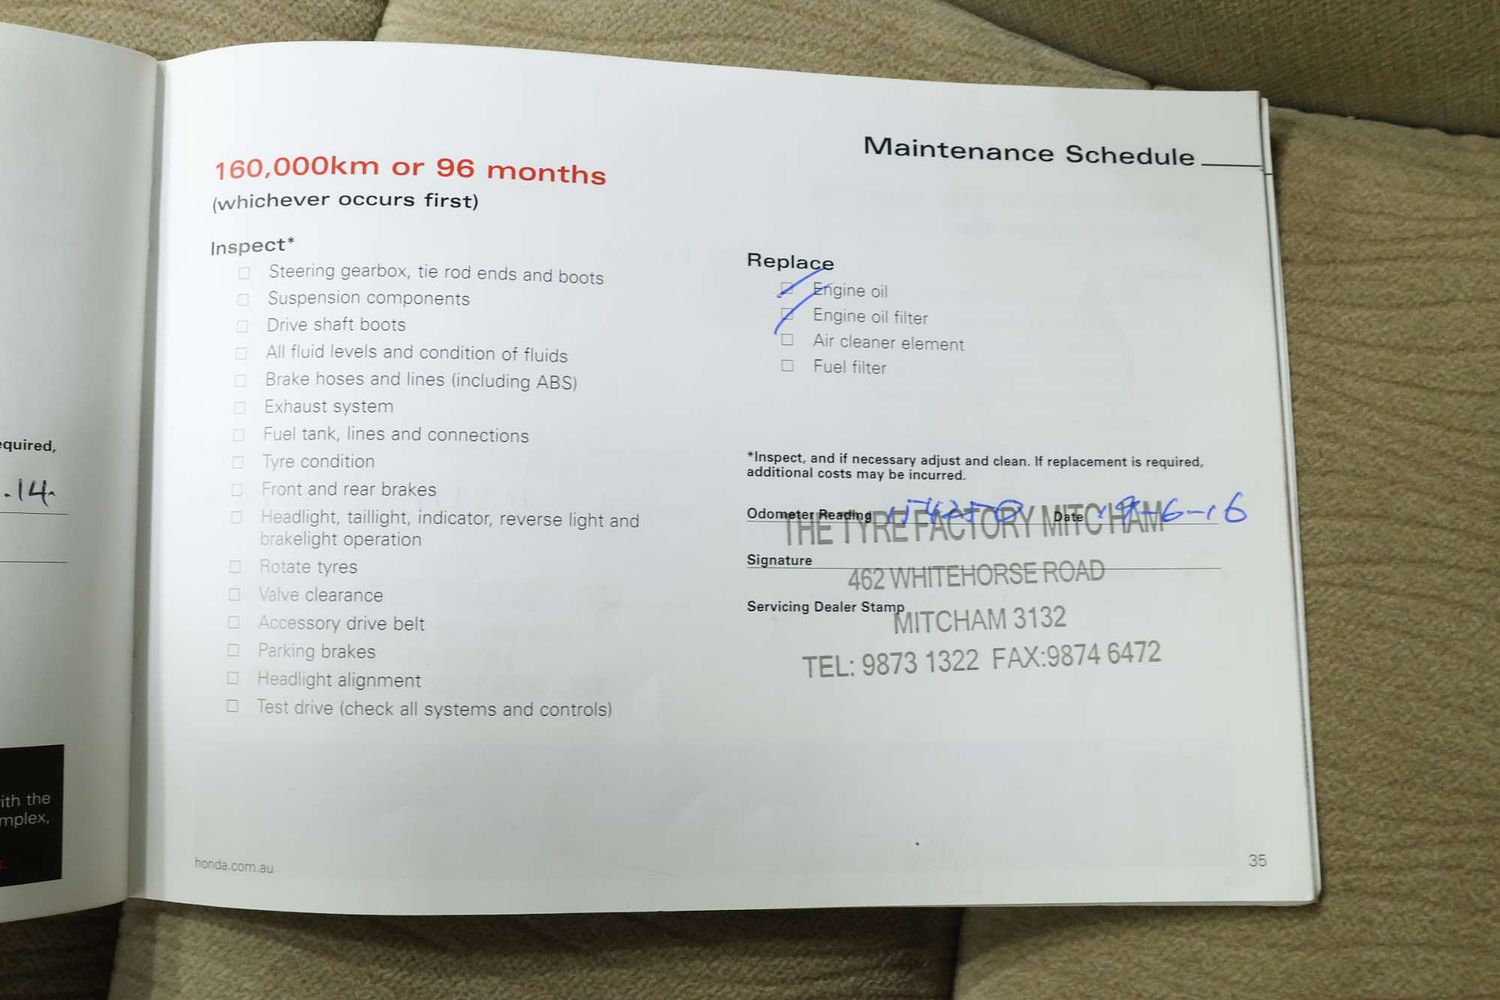 equired,
.14.
ith the
mplex,
Maintenance Schedule
160,000km or 96 months
(whichever occurs first)
Inspect*
Steering gearbox, tie rod ends and boots
Suspension components
Drive shaft boots
All fluid levels and condition of fluids
Brake hoses and lines (including ABS)
Exhaust system
Fuel tank, lines and connections
Tyre condition
Front and rear brakes
Headlight, taillight, indicator, reverse light and
brakelight operation
Rotate tyres
Valve clearance
Accessory drive belt
Parking brakes
Headlight alignment
Test drive (check all systems and controls)
Replace
Engine oil
Engine oil filter
Air cleaner element
Fuel filter
*Inspect, and if necessary adjust and clean. If replacement is required,
additional costs may be incurred.
Odometer Reading 154250 Date 19-6-16
THE TYRE FACTORY MITCHAM
Signature
462 WHITEHORSE ROAD
Servicing Dealer Stamp
MITCHAM 3132
TEL: 9873 1322 FAX:9874 6472
honda.com.au
35